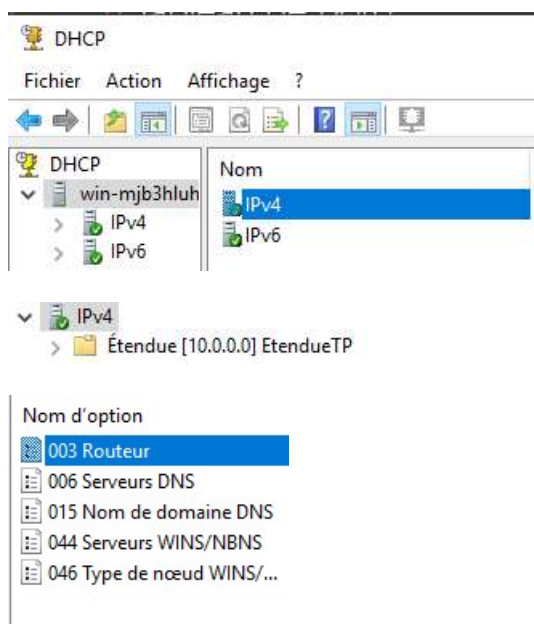 DHCP
Fichier Action Affichage ?
DHCP
Nom
win-mjb3hluh
IPv4
IPv4
IPv6
IPv6
IPv4
Étendue [10.0.0.0] EtendueTP
Nom d'option
003 Routeur
006 Serveurs DNS
015 Nom de domaine DNS
044 Serveurs WINS/NBNS
046 Type de nœud WINS/...